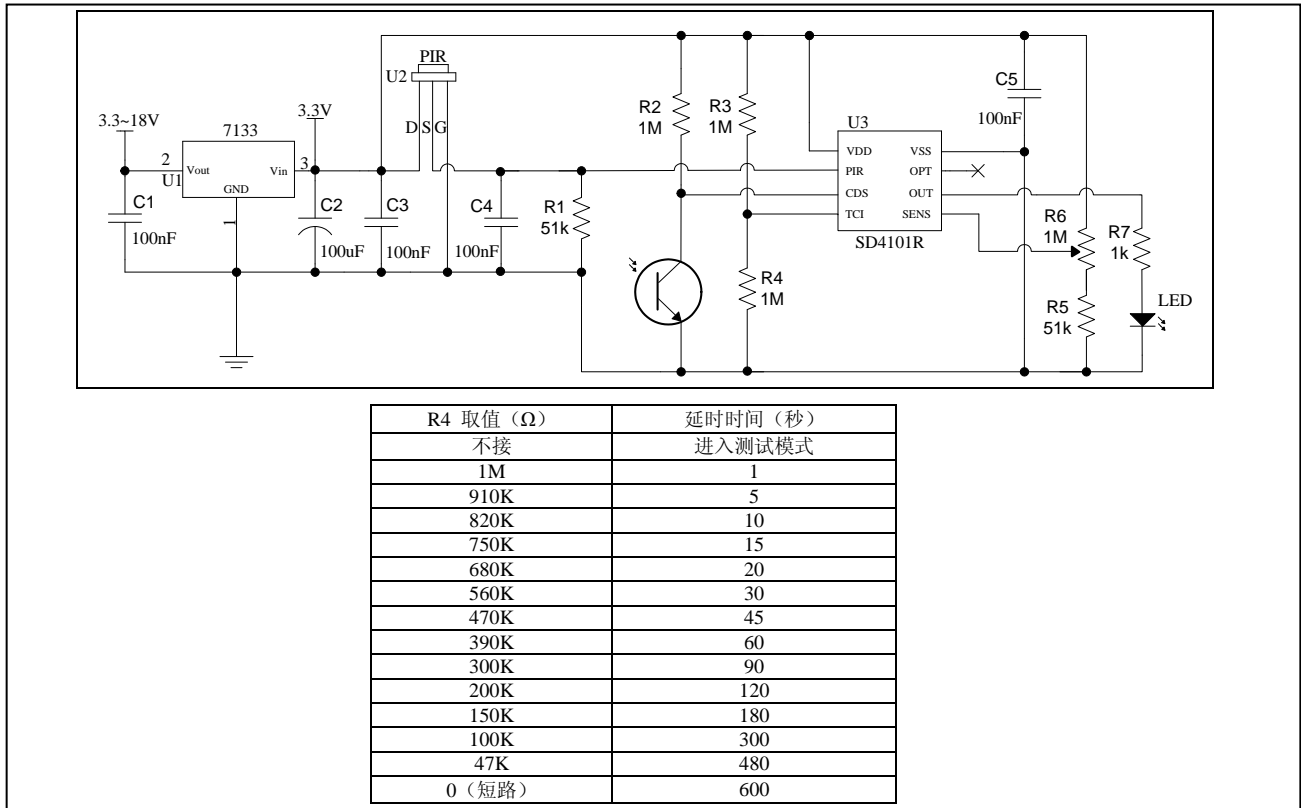 PIR
U2
D S G
3.3~18V
7133
3.3V
2
Vout
Vin
3
U1
GND
1
C1
100nF
C2
100uF
C3
100nF
C4
100nF
R1
51k
R2
1M
R3
1M
R4
1M
C5
100nF
U3
VDD
VSS
PIR
OPT
CDS
OUT
TCI
SENS
SD4101R
R6
1M
R7
1k
R5
51k
LED
R4 取值（Ω） 延时时间（秒）
不接 进入测试模式
1M 1
910K 5
820K 10
750K 15
680K 20
560K 30
470K 45
390K 60
300K 90
200K 120
150K 180
100K 300
47K 480
0（短路） 600